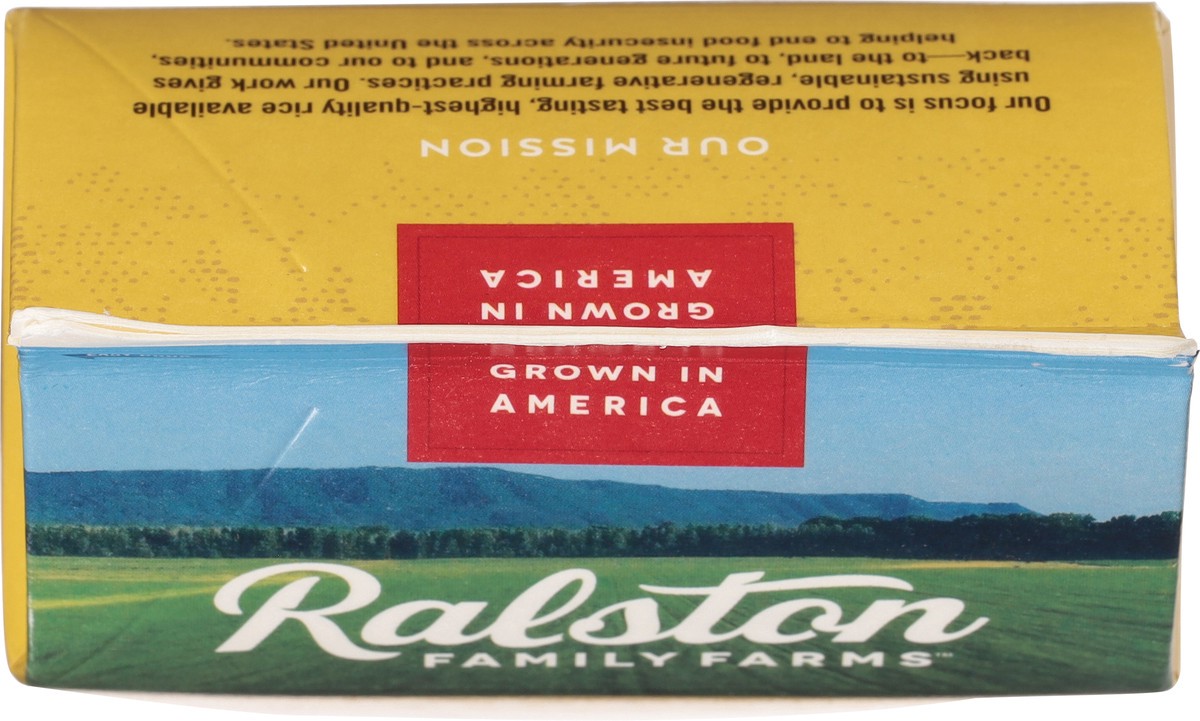 OUR MISSION
Our focus is to provide the best tasting, highest-quality rice available
using sustainable, regenerative farming practices. Our work gives
back—to the land, to future generations, and to our communities,
helping to end food insecurity across the United States.
GROWN IN
AMERICA
GROWN IN
AMERICA
Ralston
FAMILY FARMS™